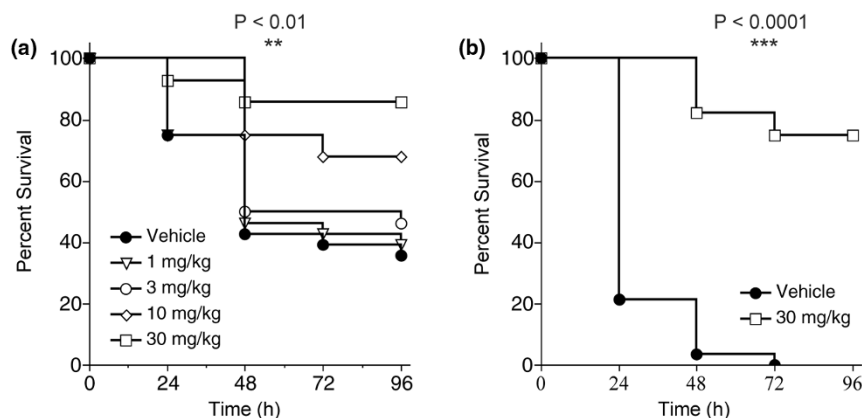 P < 0.01
(a)
**
100
80
60
40
20
0
Percent Survival
Vehicle
1 mg/kg
3 mg/kg
10 mg/kg
30 mg/kg
0 24 48 72 96
Time (h)
P < 0.0001
(b)
***
100
80
60
40
20
0
Percent Survival
Vehicle
30 mg/kg
0 24 48 72 96
Time (h)